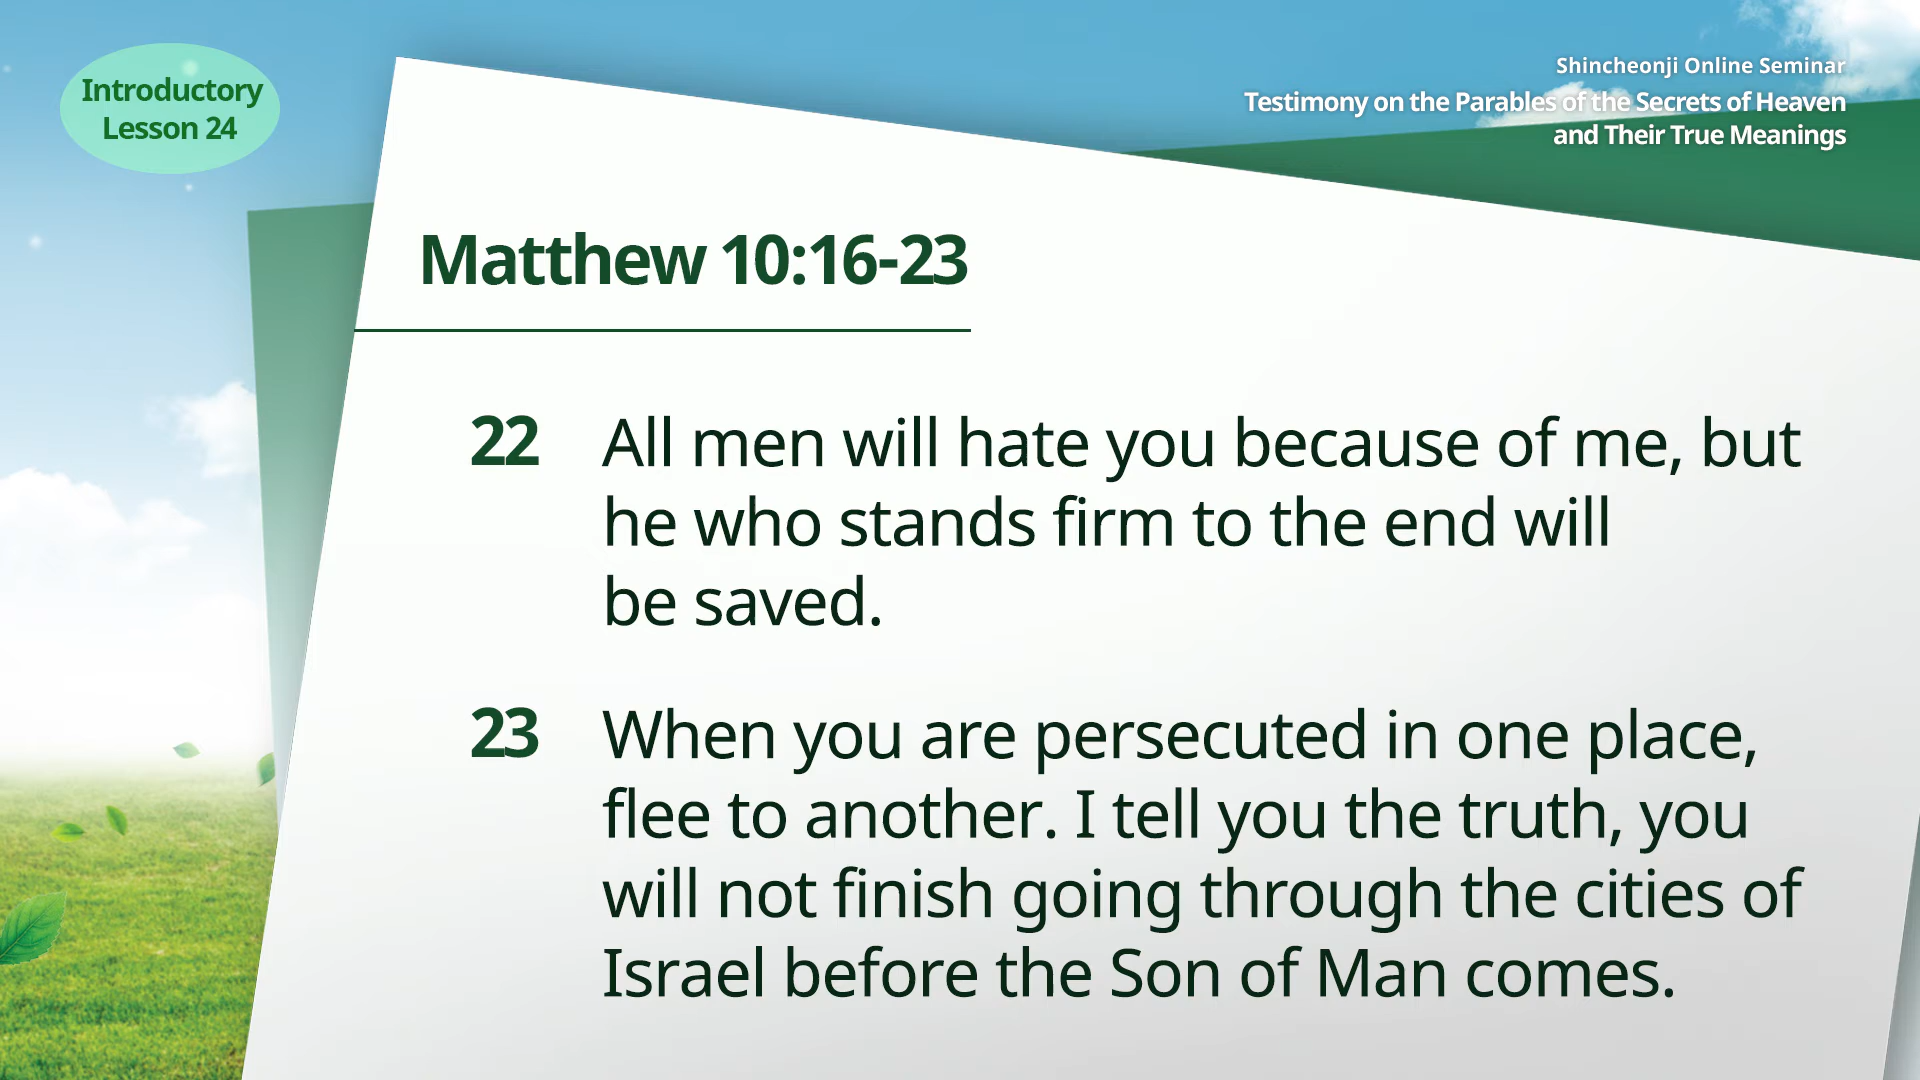 Introductory
Lesson 24
Shincheonji Online Seminar
Testimony on the Parables of the Secrets of Heaven
and Their True Meanings
Matthew 10:16-23
22 All men will hate you because of me, but
he who stands firm to the end will
be saved.
23 When you are persecuted in one place,
flee to another. I tell you the truth, you
will not finish going through the cities of
Israel before the Son of Man comes.